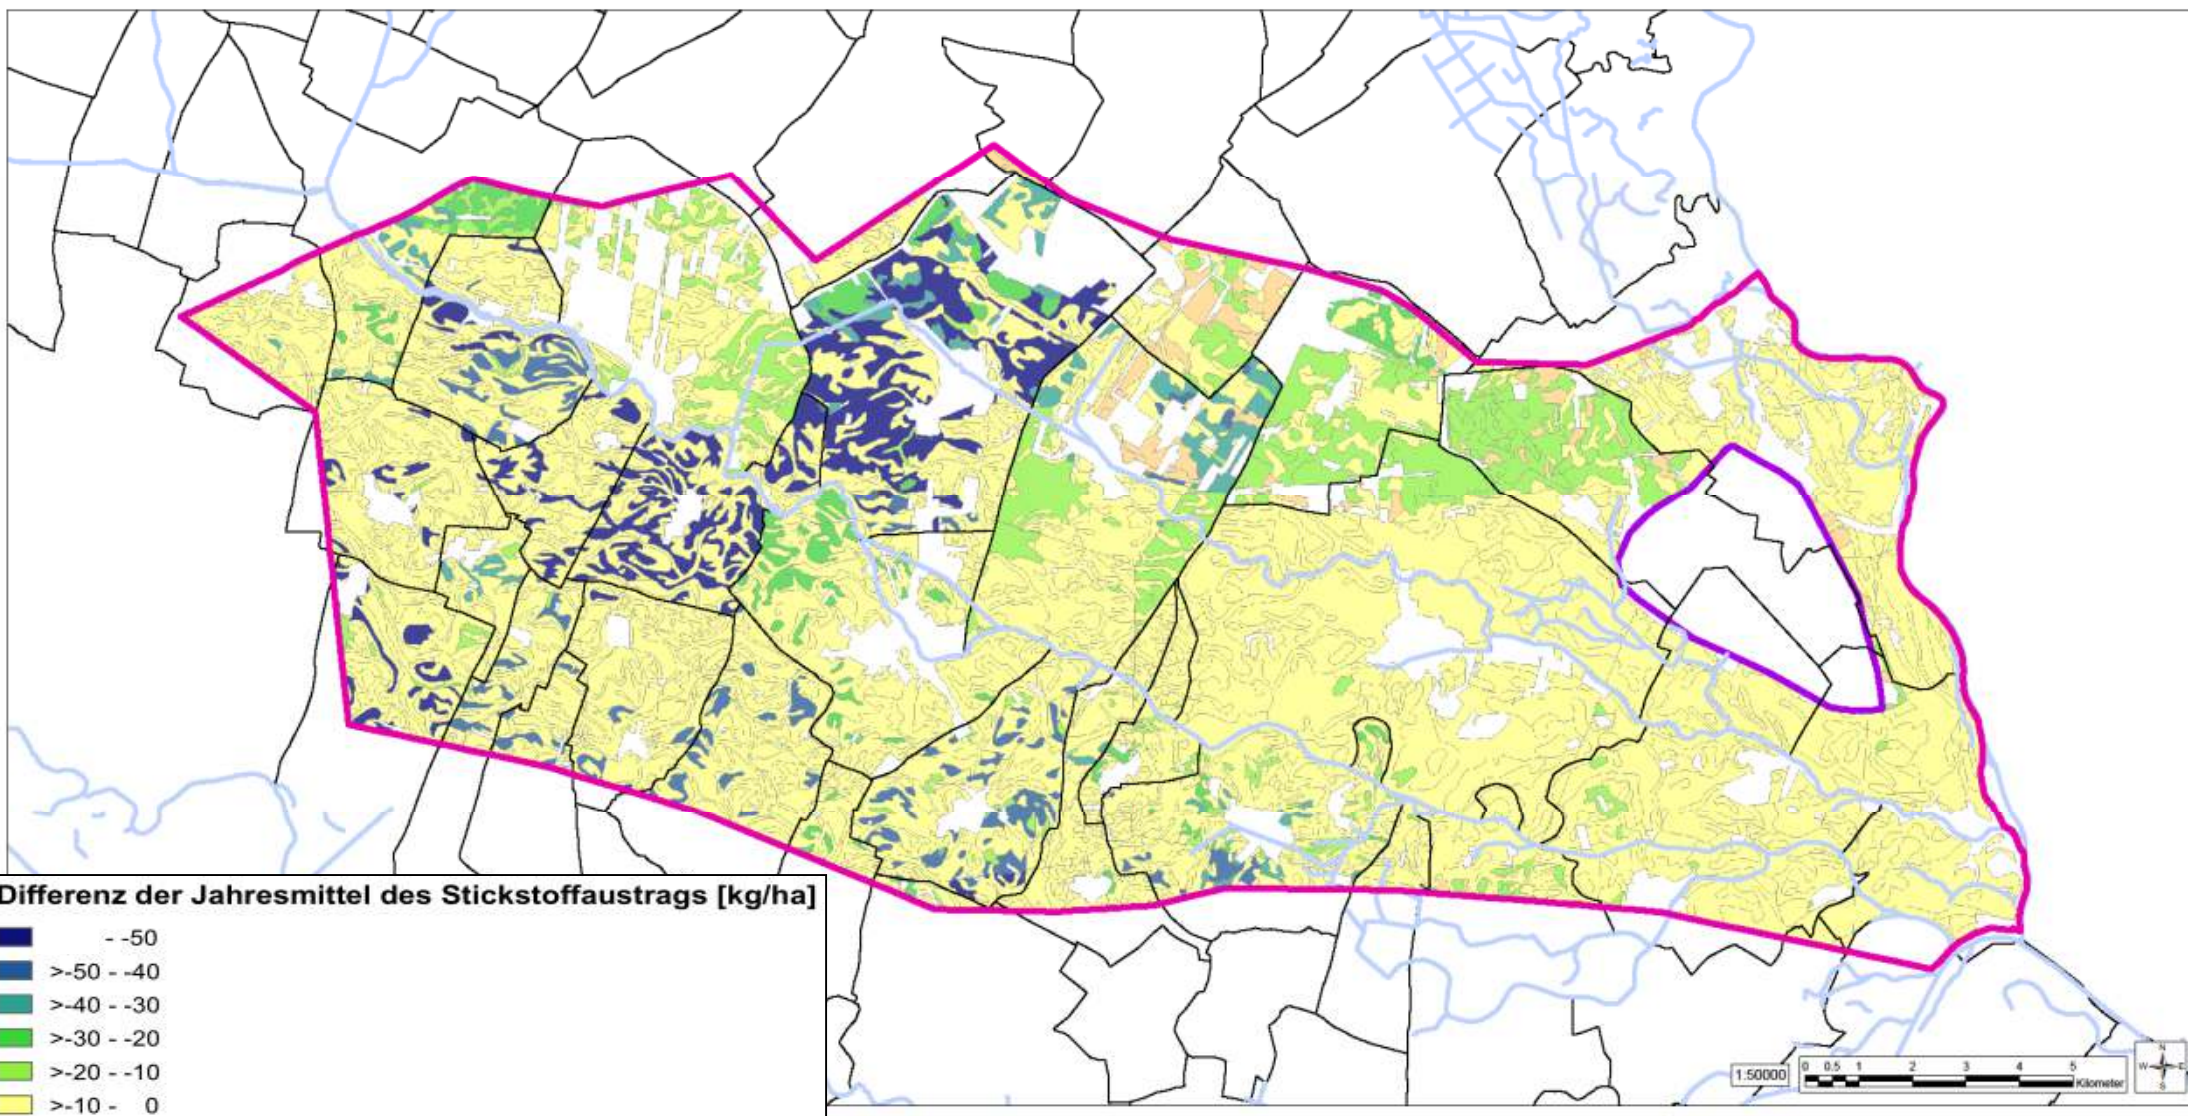 Differenz der Jahresmittel des Stickstoffaustrags [kg/ha]
- -50
>-50 - -40
>-40 - -30
>-30 - -20
>-20 - -10
>-10 - 0
1:50000
0 0.5 1 2 3 4 5
Kilometer
N
W E
S